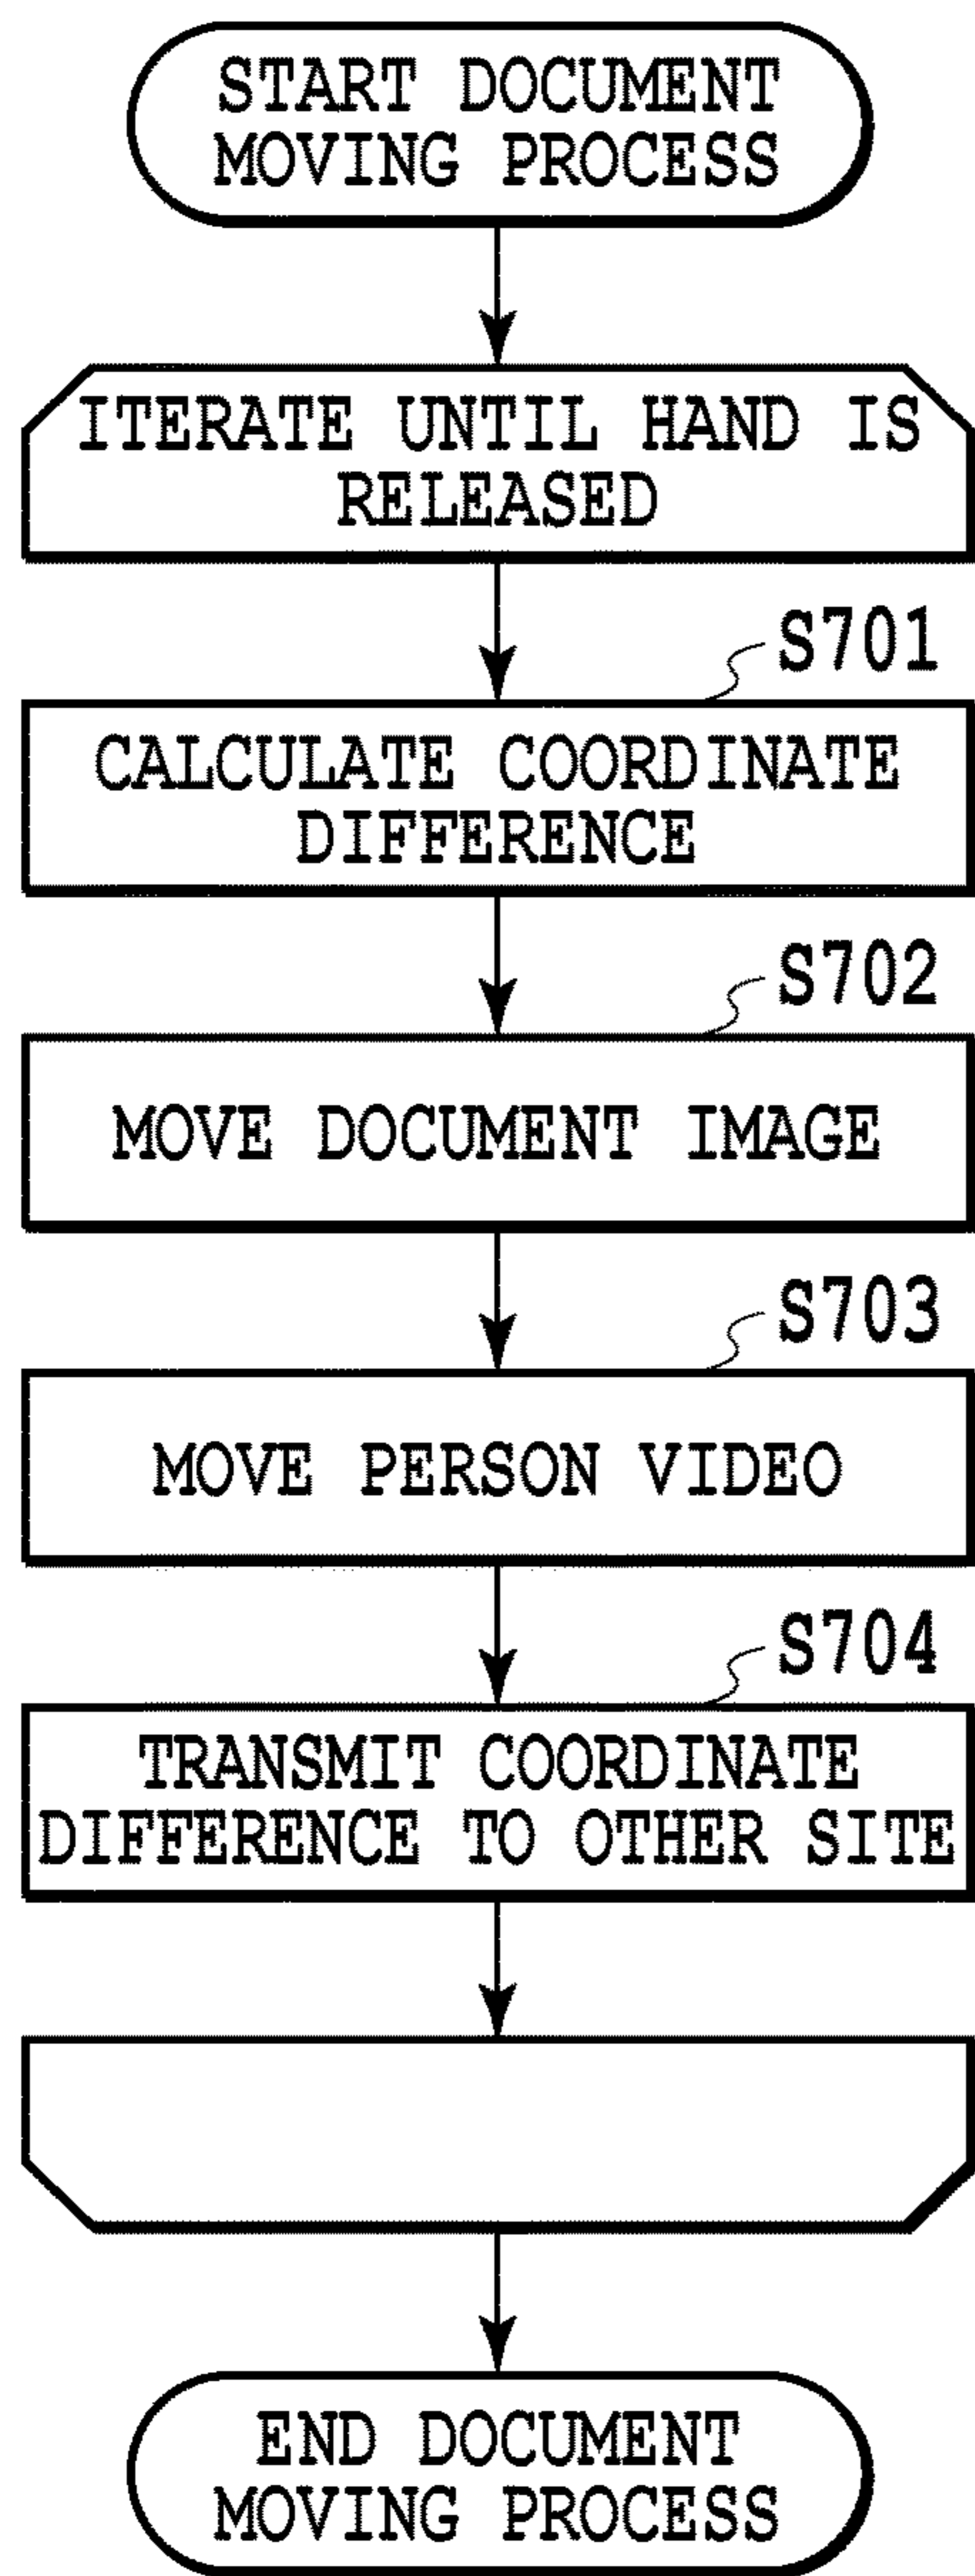 START DOCUMENT
MOVING PROCESS
ITERATE UNTIL HAND IS
RELEASED
S701
CALCULATE COORDINATE
DIFFERENCE
S702
MOVE DOCUMENT IMAGE
S703
MOVE PERSON VIDEO
S704
TRANSMIT COORDINATE
DIFFERENCE TO OTHER SITE
END DOCUMENT
MOVING PROCESS